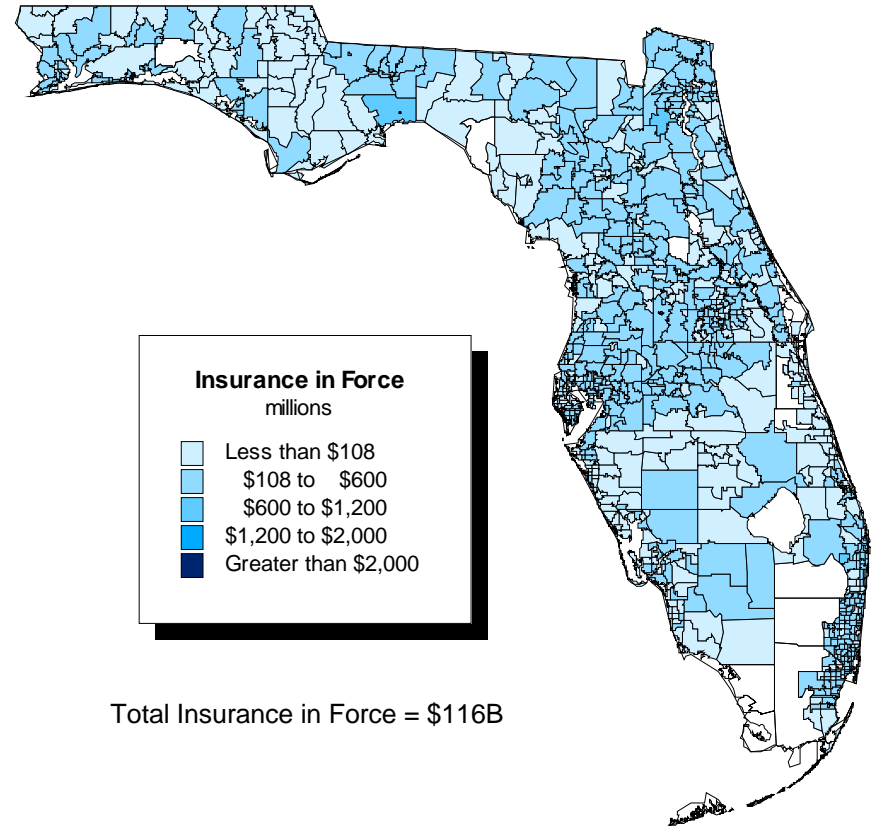 Insurance in Force
millions
Less than $108
$108 to $600
$600 to $1,200
$1,200 to $2,000
Greater than $2,000
Total Insurance in Force = $116B